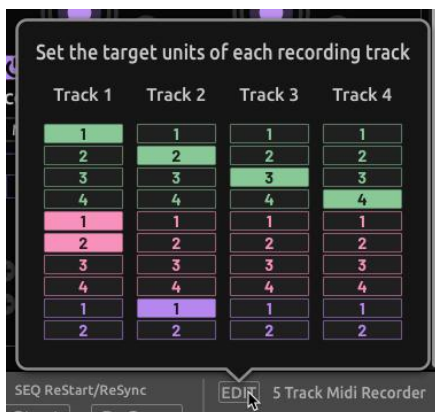 Set the target units of each recording track
Track 1 Track 2 Track 3 Track 4
1 1 1 1
2 2 2 2
3 3 3 3
4 4 4 4
1 1 1 1
2 2 2 2
3 3 3 3
4 4 4 4
1 1 1 1
2 2 2 2
SEQ ReStart/ReSync EDIT 5 Track Midi Recorder